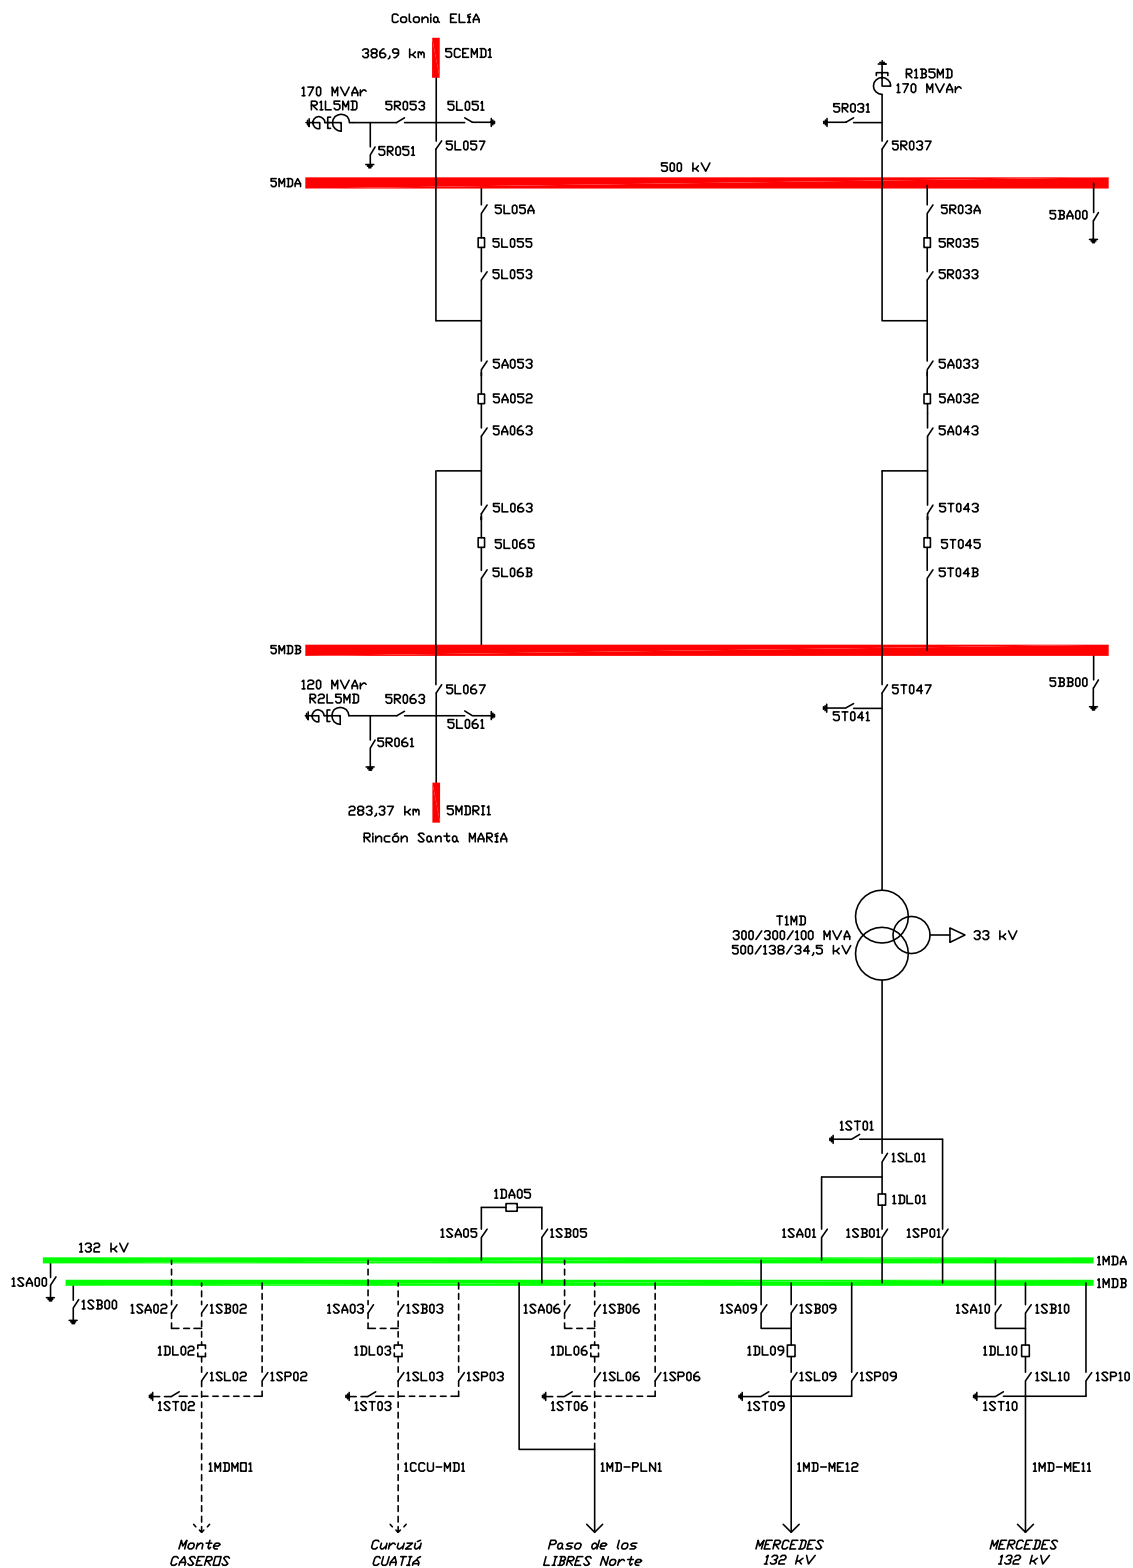 Colonia ELÍA
386,9 km
5CEMD1
R1B5MD
170 MVAr
170 MVAr
R1L5MD
5R053
5L051
5R031
5R051
5L057
5R037
500 kV
5MDA
5L05A
5R03A
5BA00
5L055
5R035
5L053
5R033
5A053
5A033
5A052
5A032
5A063
5A043
5L063
5T043
5L065
5T045
5L06B
5T04B
5MDB
120 MVAr
R2L5MD
5R063
5L067
5T047
5BB00
5L061
5T041
5R061
283,37 km
5MDRI1
Rincón Santa MARÍA
T1MD
300/300/100 MVA
500/138/34,5 kV
33 kV
1ST01
1SL01
1DA05
1DL01
1SA05
1SB05
1SA01
1SB01
1SP01
132 kV
1MDA
1SA00
1MDB
1SB00
1SA02
1SB02
1SA03
1SB03
1SA06
1SB06
1SA09
1SB09
1SA10
1SB10
1DL02
1DL03
1DL06
1DL09
1DL10
1SL02
1SP02
1SL03
1SP03
1SL06
1SP06
1SL09
1SP09
1SL10
1SP10
1ST02
1ST03
1ST06
1ST09
1ST10
1MDMO1
1CCU-MD1
1MD-PLN1
1MD-ME12
1MD-ME11
Monte
CASEROS
Curuzú
CUATIÁ
Paso de los
LIBRES Norte
MERCEDES
132 kV
MERCEDES
132 kV